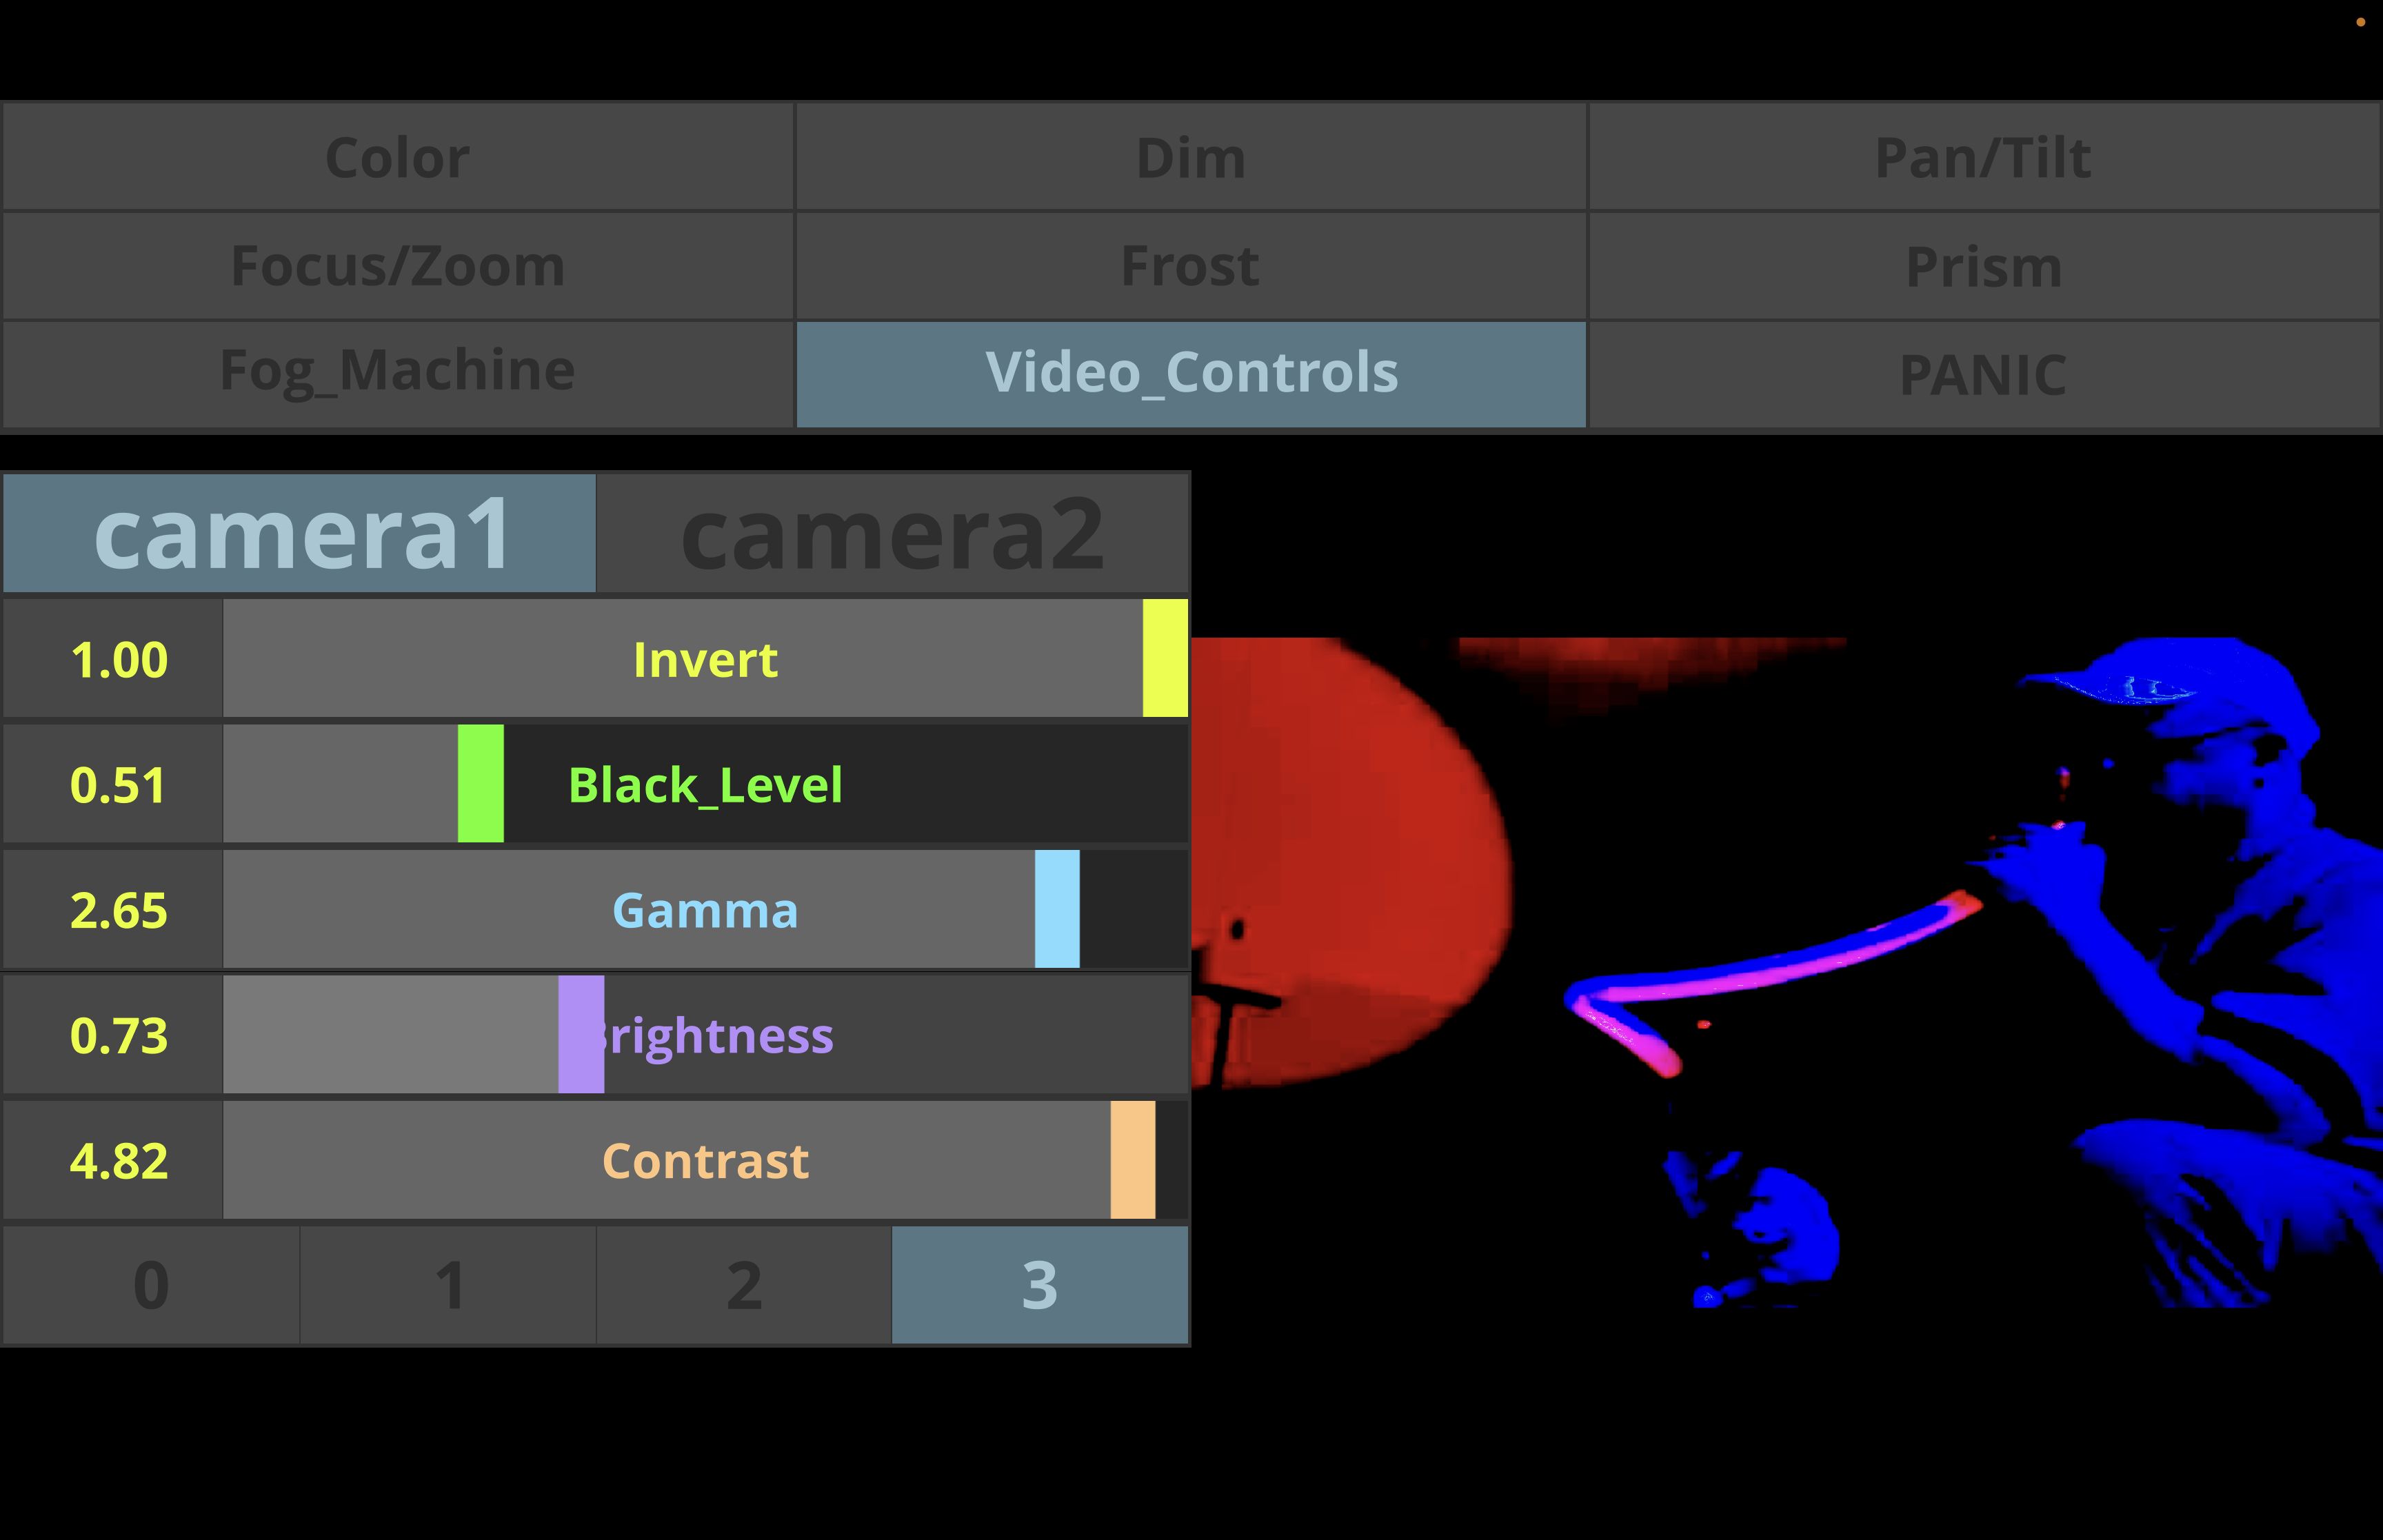 Color Dim Pan/Tilt
Focus/Zoom Frost Prism
Fog_Machine Video_Controls PANIC
camera1 camera2
1.00 Invert
0.51 Black_Level
2.65 Gamma
0.73 Brightness
4.82 Contrast
0 1 2 3